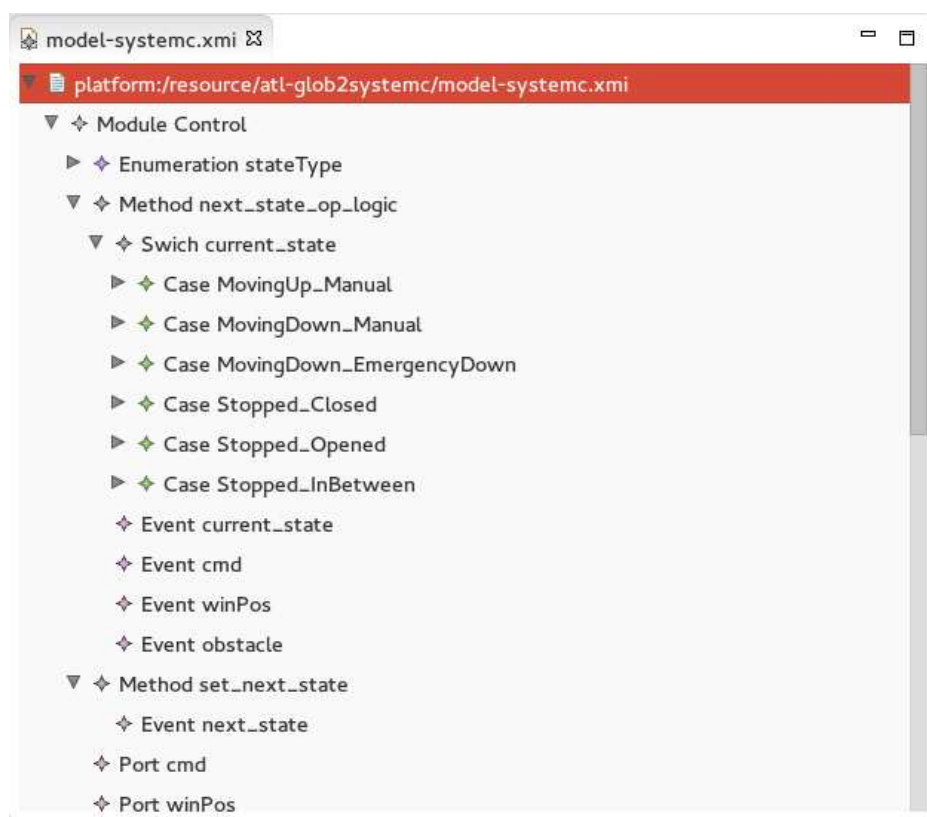 model-systemc.xmi
platform:/resource/atl-glob2systemc/model-systemc.xmi
Module Control
Enumeration stateType
Method next_state_op_logic
Swich current_state
Case MovingUp_Manual
Case MovingDown_Manual
Case MovingDown_EmergencyDown
Case Stopped_Closed
Case Stopped_Opened
Case Stopped_InBetween
Event current_state
Event cmd
Event winPos
Event obstacle
Method set_next_state
Event next_state
Port cmd
Port winPos